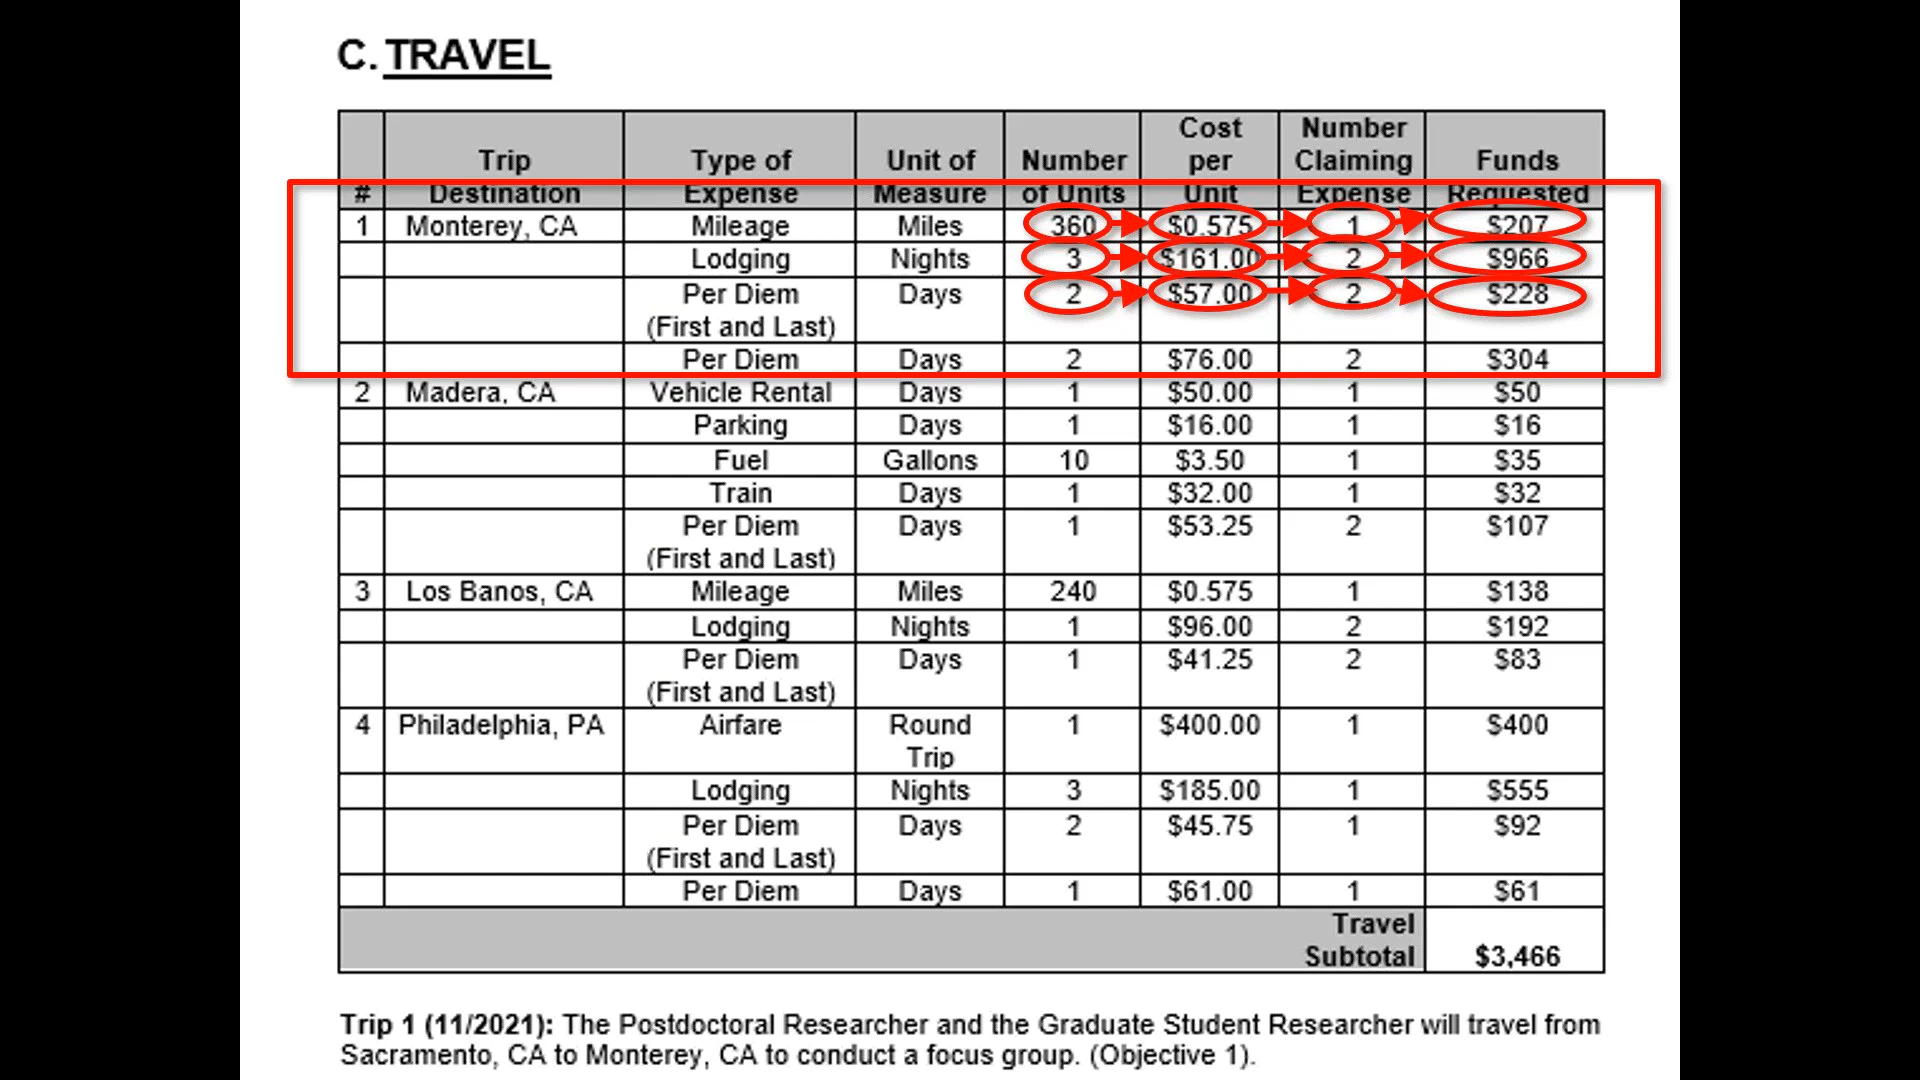 C. TRAVEL
# Trip Destination Type of Expense Unit of Measure Number of Units Cost per Unit Number Claiming Expense Funds Requested
1 Monterey, CA Mileage Miles 360 $0.575 1 $207
Lodging Nights 3 $161.00 2 $966
Per Diem (First and Last) Days 2 $57.00 2 $228
Per Diem Days 2 $76.00 2 $304
2 Madera, CA Vehicle Rental Days 1 $50.00 1 $50
Parking Days 1 $16.00 1 $16
Fuel Gallons 10 $3.50 1 $35
Train Days 1 $32.00 1 $32
Per Diem (First and Last) Days 1 $53.25 2 $107
3 Los Banos, CA Mileage Miles 240 $0.575 1 $138
Lodging Nights 1 $96.00 2 $192
Per Diem (First and Last) Days 1 $41.25 2 $83
4 Philadelphia, PA Airfare Round Trip 1 $400.00 1 $400
Lodging Nights 3 $185.00 1 $555
Per Diem (First and Last) Days 2 $45.75 1 $92
Per Diem Days 1 $61.00 1 $61
Travel Subtotal $3,466
Trip 1 (11/2021): The Postdoctoral Researcher and the Graduate Student Researcher will travel from
Sacramento, CA to Monterey, CA to conduct a focus group. (Objective 1).